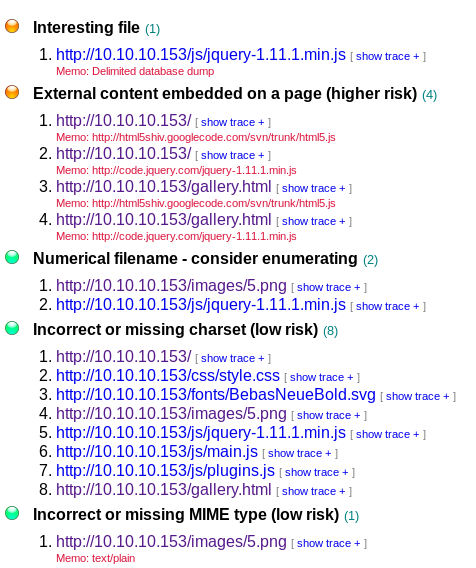 Interesting file (1)
1. http://10.10.10.153/js/jquery-1.11.1.min.js [ show trace + ]
Memo: Delimited database dump
External content embedded on a page (higher risk) (4)
1. http://10.10.10.153/ [ show trace + ]
Memo: http://html5shiv.googlecode.com/svn/trunk/html5.js
2. http://10.10.10.153/ [ show trace + ]
Memo: http://code.jquery.com/jquery-1.11.1.min.js
3. http://10.10.10.153/gallery.html [ show trace + ]
Memo: http://html5shiv.googlecode.com/svn/trunk/html5.js
4. http://10.10.10.153/gallery.html [ show trace + ]
Memo: http://code.jquery.com/jquery-1.11.1.min.js
Numerical filename - consider enumerating (2)
1. http://10.10.10.153/images/5.png [ show trace + ]
2. http://10.10.10.153/js/jquery-1.11.1.min.js [ show trace + ]
Incorrect or missing charset (low risk) (8)
1. http://10.10.10.153/ [ show trace + ]
2. http://10.10.10.153/css/style.css [ show trace + ]
3. http://10.10.10.153/fonts/BebasNeueBold.svg [ show trace + ]
4. http://10.10.10.153/images/5.png [ show trace + ]
5. http://10.10.10.153/js/jquery-1.11.1.min.js [ show trace + ]
6. http://10.10.10.153/js/main.js [ show trace + ]
7. http://10.10.10.153/js/plugins.js [ show trace + ]
8. http://10.10.10.153/gallery.html [ show trace + ]
Incorrect or missing MIME type (low risk) (1)
1. http://10.10.10.153/images/5.png [ show trace + ]
Memo: text/plain